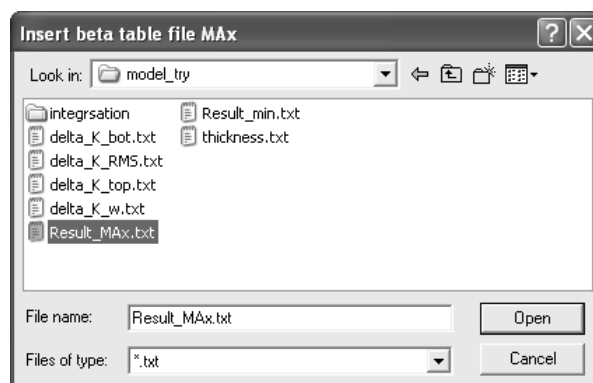 Insert beta table file MAx
Look in: model_try
integrsation
delta_K_bot.txt
delta_K_RMS.txt
delta_K_top.txt
delta_K_w.txt
Result_MAx.txt
Result_min.txt
thickness.txt
File name: Result_MAx.txt Open
Files of type: *.txt Cancel